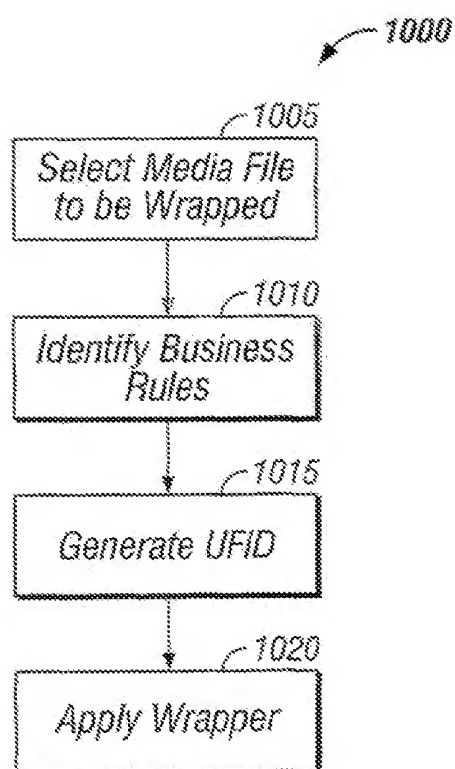 1000
1005
Select Media File
to be Wrapped
1010
Identify Business
Rules
1015
Generate UFID
1020
Apply Wrapper